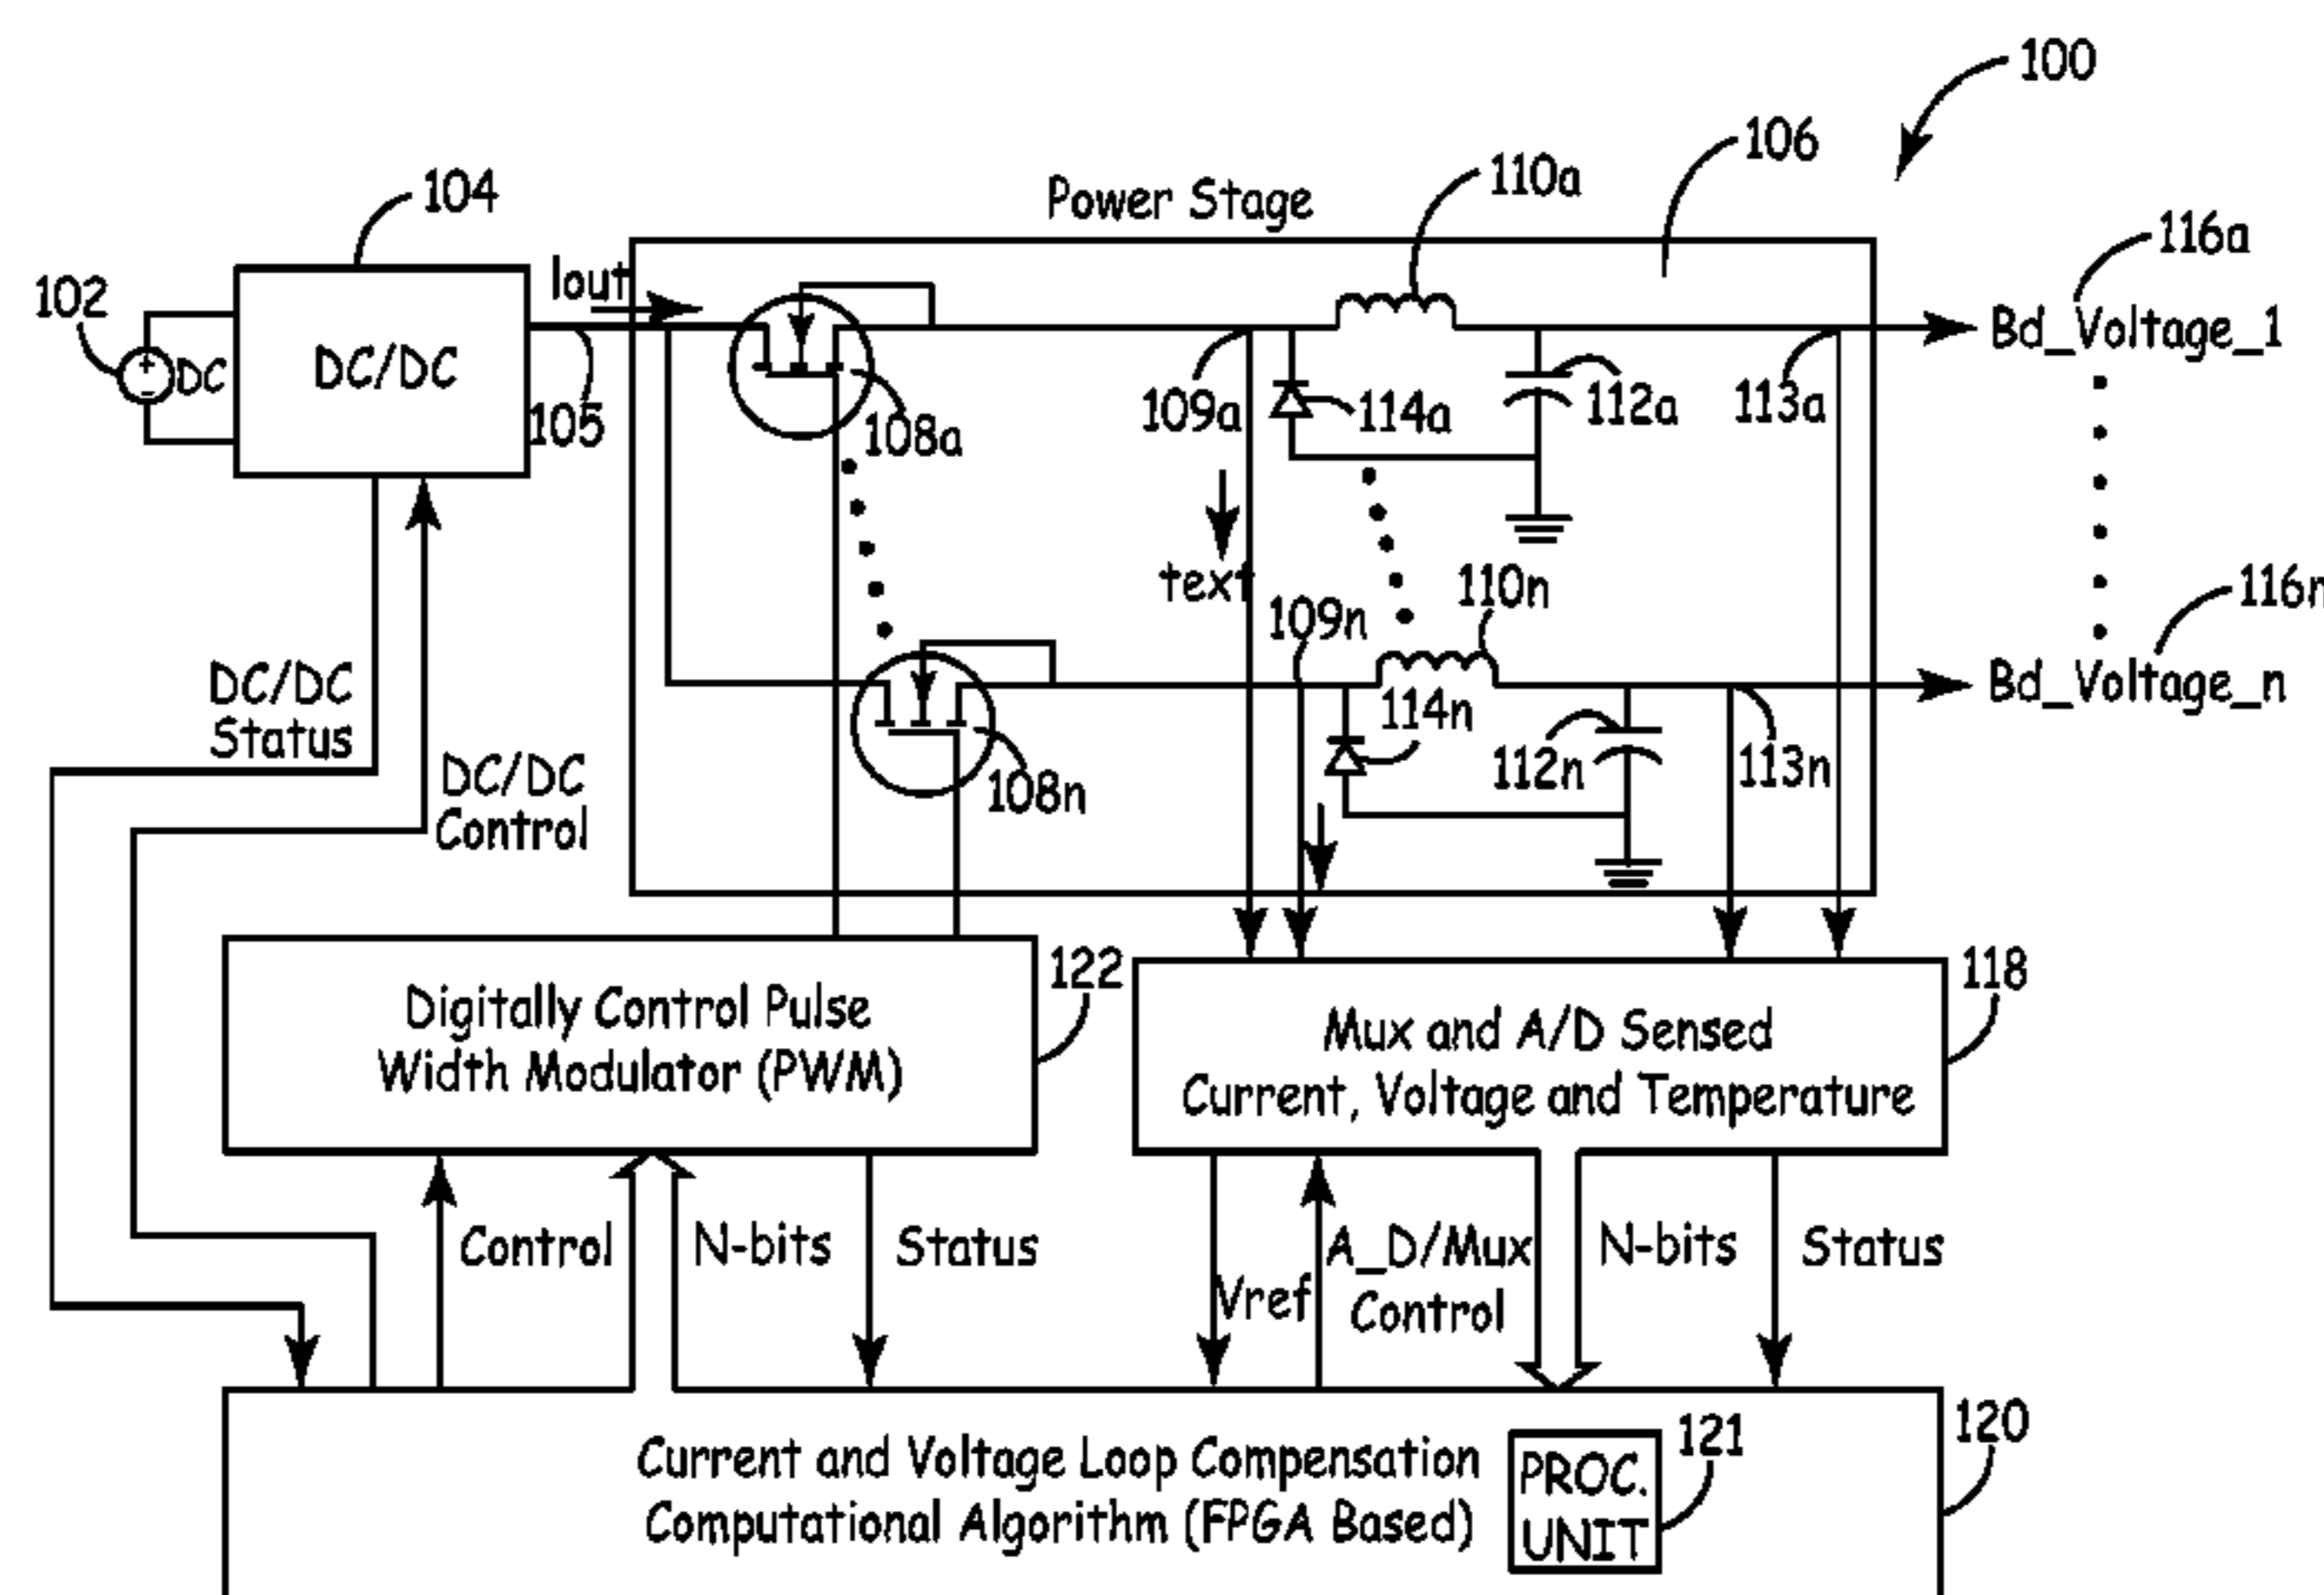 100
106
110a
104
Power Stage
116a
Iout
102
DC
DC/DC
Bd_Voltage_1
105
108a
109a
114a
112a
113a
text
109n
110n
116n
DC/DC
Status
Bd_Voltage_n
114n
DC/DC
Control
108n
112n
113n
122
118
Digitally Control Pulse
Width Modulator (PWM)
Mux and A/D Sensed
Current, Voltage and Temperature
Control
N-bits
Status
Vref
A_D/Mux
Control
N-bits
Status
120
121
Current and Voltage Loop Compensation
Computational Algorithm (FPGA Based)
PROC.
UNIT